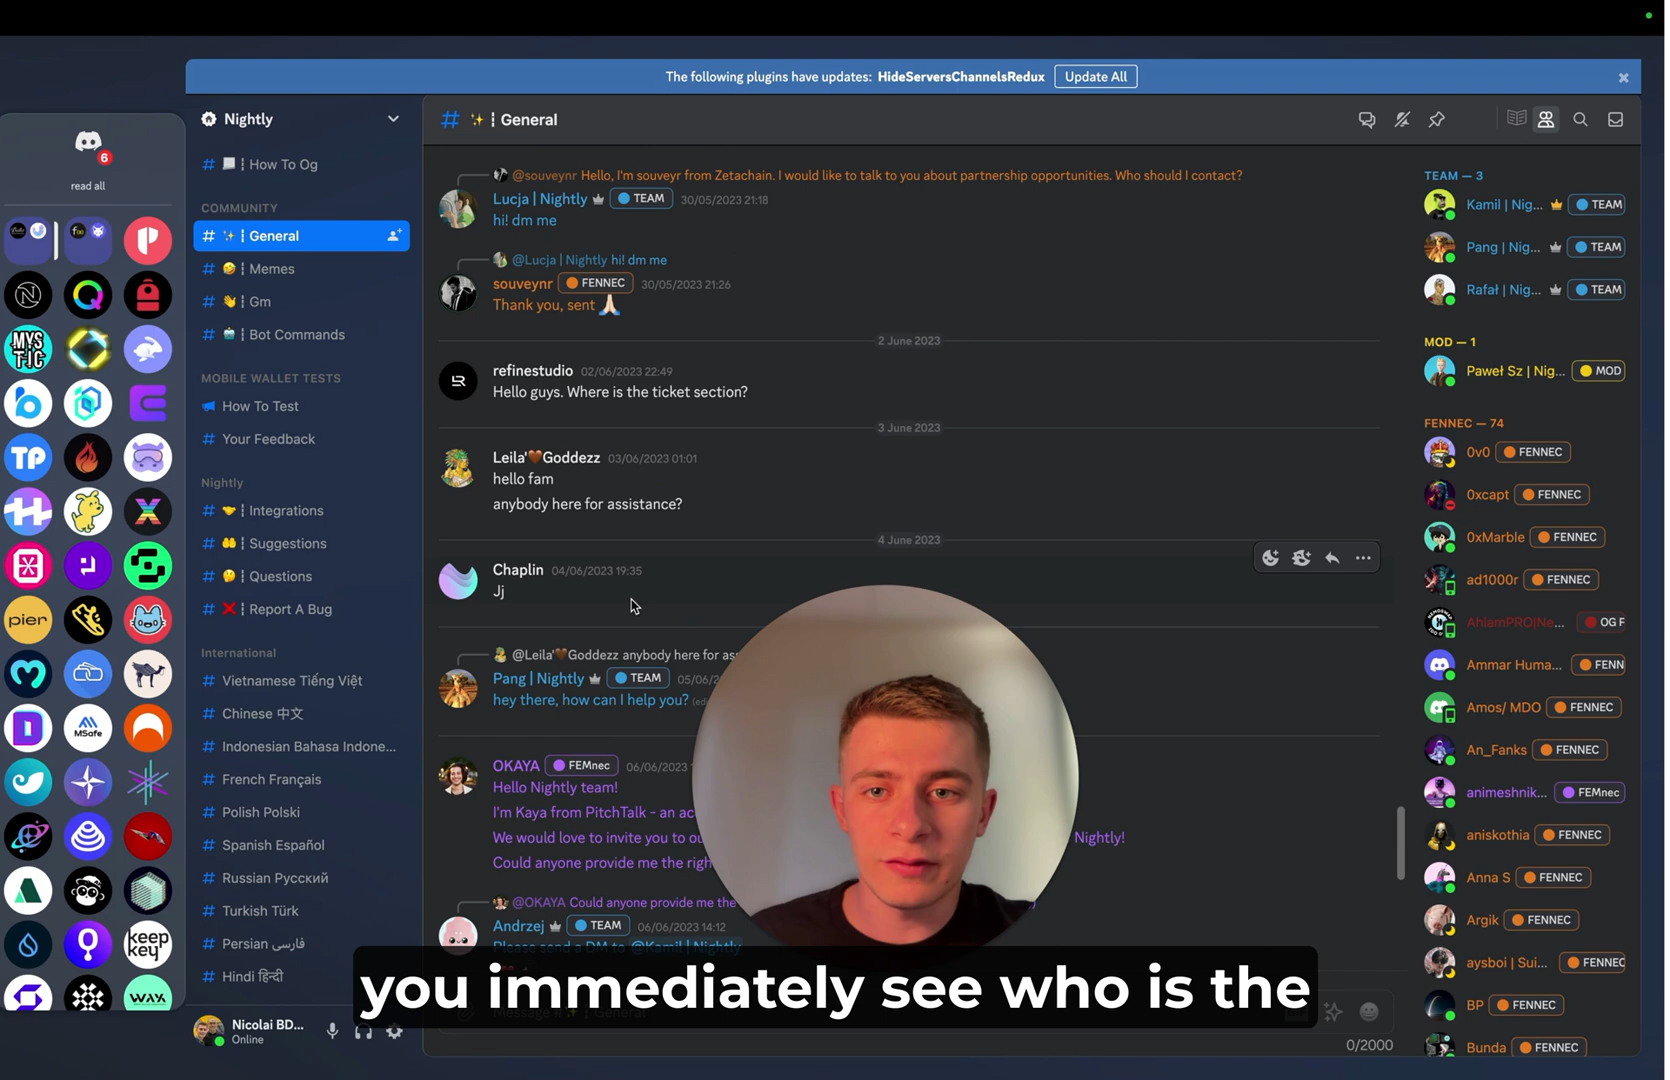 The following plugins have updates: HideServersChannelsRedux Update All
6
read all
Nightly
How To Og
COMMUNITY
General
Memes
Gm
Bot Commands
MOBILE WALLET TESTS
How To Test
Your Feedback
Nightly
Integrations
Suggestions
Questions
Report A Bug
International
Vietnamese Tiếng Việt
Chinese 中文
Indonesian Bahasa Indone...
French Français
Polish Polski
Spanish Español
Russian Русский
Turkish Türk
Persian فارسی
Hindi हिन्दी
Nicolai BD...
Online
MYS
TIC
TP
pier
MSafe
keep
key
WAX
General
@souveynr Hello, I'm souveyr from Zetachain. I would like to talk to you about partnership opportunities. Who should I contact?
Lucja | Nightly TEAM 30/05/2023 21:18
hi! dm me
@Lucja | Nightly hi! dm me
souveynr FENNEC 30/05/2023 21:26
Thank you, sent
2 June 2023
refinestudio 02/06/2023 22:49
Hello guys. Where is the ticket section?
3 June 2023
Leila'🤎Goddezz 03/06/2023 01:01
hello fam
anybody here for assistance?
4 June 2023
Chaplin 04/06/2023 19:35
Jj
@Leila'🤎Goddezz anybody here for
Pang | Nightly TEAM
hey there, how can I help you?
OKAYA FEMnec 06/06/2023
Hello Nightly team!
I'm Kaya from PitchTalk - an
We would love to invite you to Nightly!
Could anyone provide me the
@OKAYA Could anyone provide me the
Andrzej TEAM 06/06/2023 14:12
Please send a DM to @Kamil | Nightly
you immediately see who is the
0/2000
TEAM — 3
Kamil | Nig... TEAM
Pang | Nig... TEAM
Rafał | Nig... TEAM
MOD — 1
Paweł Sz | Nig... MOD
FENNEC — 74
0v0 FENNEC
0xcapt FENNEC
0xMarble FENNEC
ad1000r FENNEC
AhlamPRO|Ne... OG F
Ammar Huma... FENN
Amos/ MDO FENNEC
An_Fanks FENNEC
animeshnik... FEMnec
aniskothia FENNEC
Anna S FENNEC
Argik FENNEC
aysboi | Sui... FENNEC
BP FENNEC
Bunda FENNEC